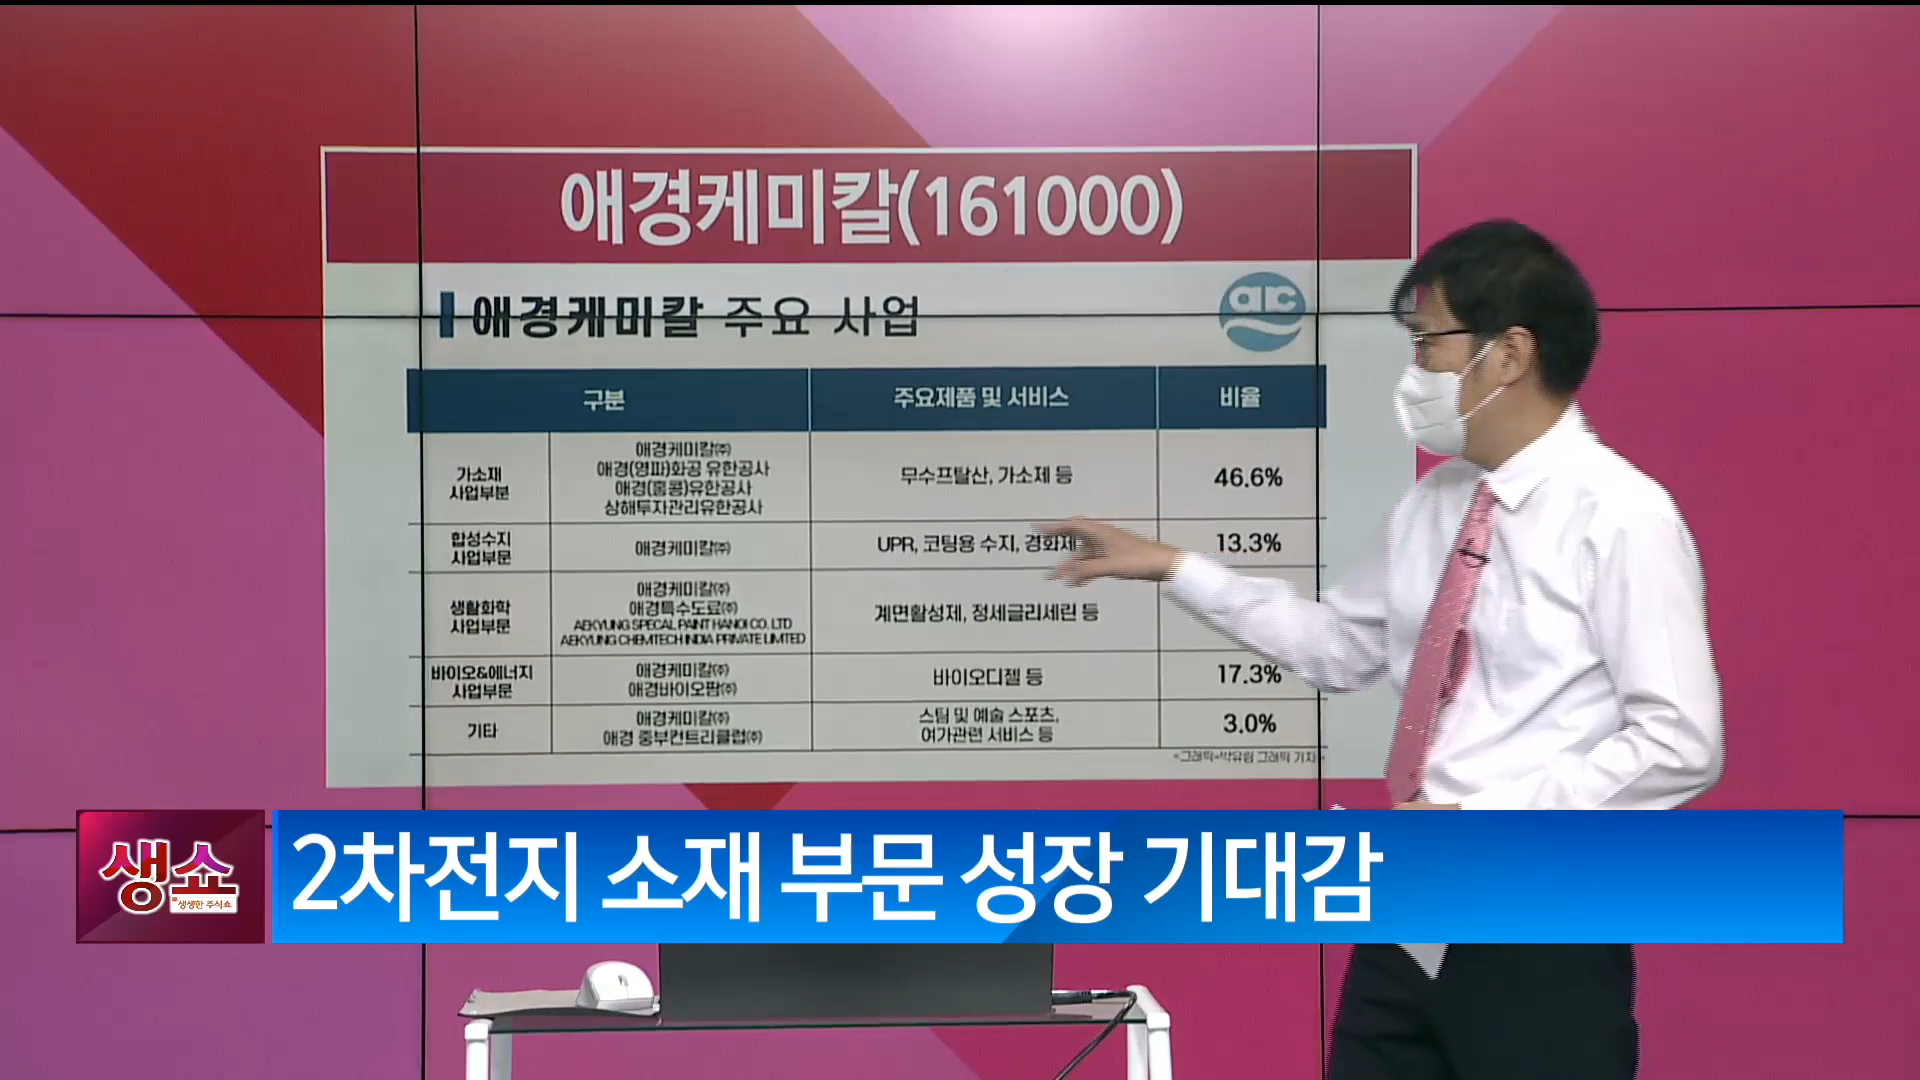 애경케미칼(161000)
애경케미칼 주요 사업
ac
구분 주요제품 및 서비스 비율
가소재
사업부분
애경케미칼㈜
애경(영파)화공 유한공사
애경(홍콩)유한공사
상해투자관리유한공사
무수프탈산, 가소제 등
46.6%
합성수지
사업부문
애경케미칼㈜
UPR, 코팅용 수지, 경화제
13.3%
생활화학
사업부문
애경케미칼㈜
애경특수도료㈜
AEKYUNG SPECAL PAINT HANOI CO. LTD
AEKYUNG CHEMTECH INDIA PRIVATE LIMTED
계면활성제, 정세글리세린 등
바이오&에너지
사업부문
애경케미칼㈜
애경바이오팜㈜
바이오디젤 등
17.3%
기타
애경케미칼㈜
애경 중부컨트리클럽㈜
스팀 및 예술 스포츠,
여가관련 서비스 등
3.0%
<그래픽=박유림 그래픽 기자>
생쇼
생생한 주식쇼
2차전지 소재 부문 성장 기대감